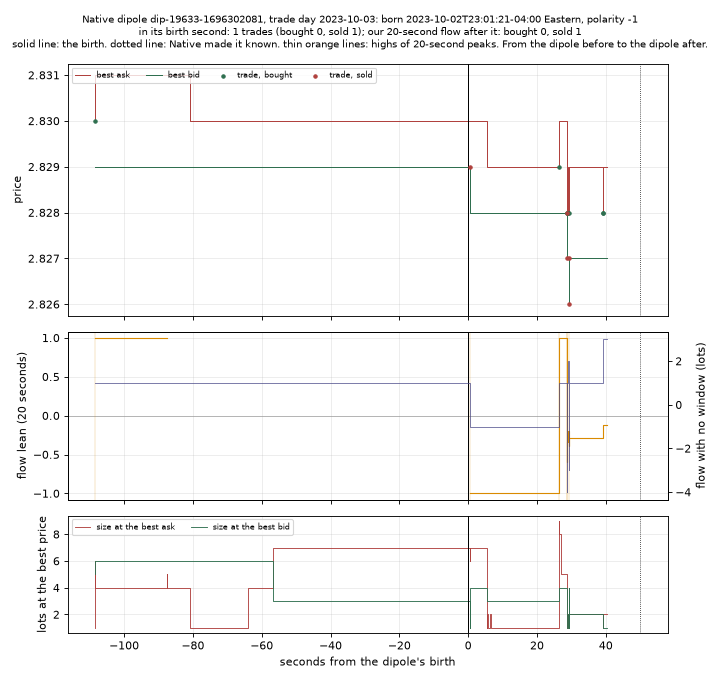 Native dipole dip-19633-1696302081, trade day 2023-10-03: born 2023-10-02T23:01:21-04:00 Eastern, polarity -1
in its birth second: 1 trades (bought 0, sold 1); our 20-second flow after it: bought 0, sold 1
solid line: the birth. dotted line: Native made it known. thin orange lines: highs of 20-second peaks. From the dipole before to the dipole after.
best ask
best bid
trade, bought
trade, sold
2.831
2.830
2.829
2.828
2.827
2.826
price
1.0
0.5
0.0
−0.5
−1.0
flow lean (20 seconds)
2
0
−2
−4
flow with no window (lots)
size at the best ask
size at the best bid
8
6
4
2
lots at the best price
−100
−80
−60
−40
−20
0
20
40
seconds from the dipole's birth